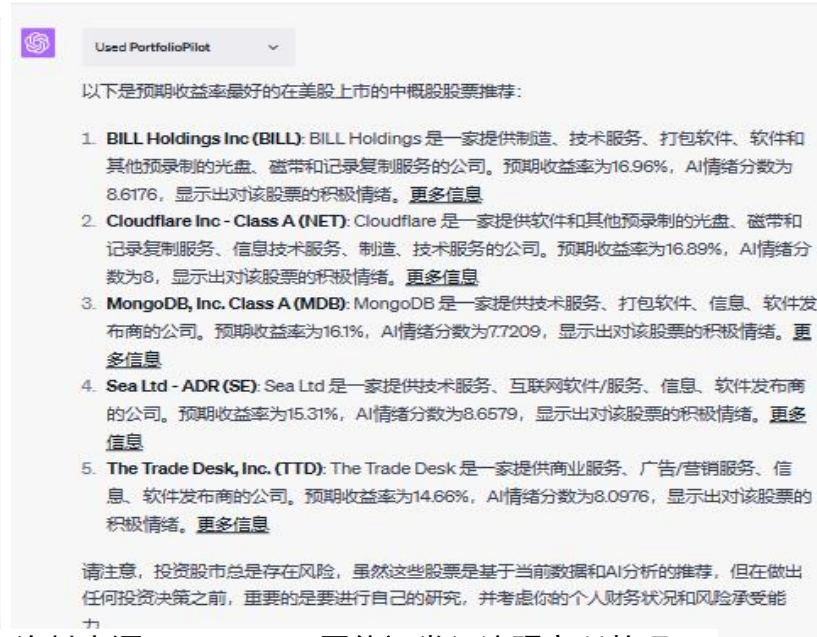 Used PortfolioPilot
以下是预期收益率最好的在美股上市的中概股股票推荐：
1. BILL Holdings Inc (BILL): BILL Holdings 是一家提供制造、技术服务、打包软件、软件和
其他预录制的光盘、磁带和记录复制服务的公司。预期收益率为16.96%，AI情绪分数为
8.6176，显示出对该股票的积极情绪。更多信息
2. Cloudflare Inc - Class A (NET): Cloudflare 是一家提供软件和其他预录制的光盘、磁带和
记录复制服务、信息技术服务、制造、技术服务的公司。预期收益率为16.89%，AI情绪分
数为8，显示出对该股票的积极情绪。更多信息
3. MongoDB, Inc. Class A (MDB): MongoDB 是一家提供技术服务、打包软件、信息、软件发
布商的公司。预期收益率为16.1%，AI情绪分数为7.7209，显示出对该股票的积极情绪。更
多信息
4. Sea Ltd - ADR (SE): Sea Ltd 是一家提供技术服务、互联网软件/服务、信息、软件发布商
的公司。预期收益率为15.31%，AI情绪分数为8.6579，显示出对该股票的积极情绪。更多
信息
5. The Trade Desk, Inc. (TTD): The Trade Desk 是一家提供商业服务、广告/营销服务、信
息、软件发布商的公司。预期收益率为14.66%，AI情绪分数为8.0976，显示出对该股票的
积极情绪。更多信息
请注意，投资股市总是存在风险，虽然这些股票是基于当前数据和AI分析的推荐，但在做出
任何投资决策之前，重要的是要进行自己的研究，并考虑你的个人财务状况和风险承受能
力